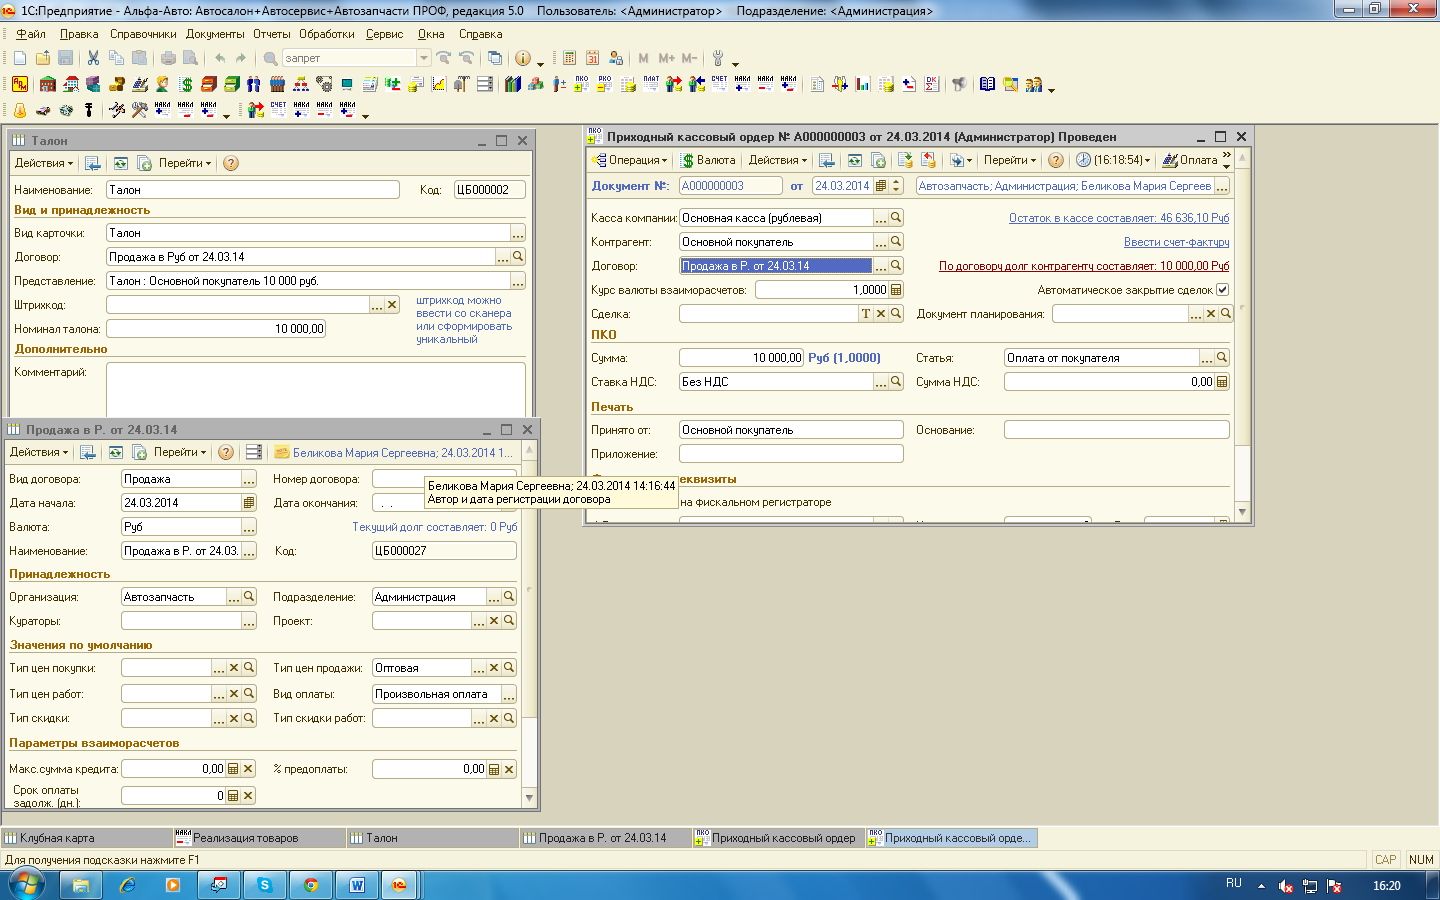 1С:Предприятие - Альфа-Авто: Автосалон+Автосервис+Автозапчасти ПРОФ, редакция 5.0 Пользователь: <Администратор> Подразделение: <Администрация>
Файл Правка Справочники Документы Отчеты Обработки Сервис Окна Справка
запрет
M M+ M-
Талон
Действия Перейти
Наименование: Талон Код: ЦБ000002
Вид и принадлежность
Вид карточки: Талон
Договор: Продажа в Руб от 24.03.14
Представление: Талон : Основной покупатель 10 000 руб.
Штрихкод:
штрихкод можно
ввести со сканера
или сформировать
уникальный
Номинал талона: 10 000,00
Дополнительно
Комментарий:
Продажа в Р. от 24.03.14
Действия Перейти Беликова Мария Сергеевна; 24.03.2014 1...
Вид договора: Продажа Номер договора:
Дата начала: 24.03.2014 Дата окончания: . .
Беликова Мария Сергеевна; 24.03.2014 14:16:44
Автор и дата регистрации договора
Валюта: Руб Текущий долг составляет: 0 Руб
Наименование: Продажа в Р. от 24.03. Код: ЦБ000027
Принадлежность
Организация: Автозапчасть Подразделение: Администрация
Кураторы: Проект:
Значения по умолчанию
Тип цен покупки: Тип цен продажи: Оптовая
Тип цен работ: Вид оплаты: Произвольная оплата
Тип скидки: Тип скидки работ:
Параметры взаиморасчетов
Макс.сумма кредита: 0,00 % предоплаты: 0,00
Срок оплаты
задолж. (дн.): 0
Приходный кассовый ордер № А000000003 от 24.03.2014 (Администратор) Проведен
Операция Валюта Действия Перейти (16:18:54) Оплата
Документ №: А000000003 от 24.03.2014 Автозапчасть; Администрация; Беликова Мария Сергеев
Касса компании: Основная касса (рублевая) Остаток в кассе составляет: 46 636,10 Руб
Контрагент: Основной покупатель Ввести счет-фактуру
Договор: Продажа в Р. от 24.03.14 По договору долг контрагенту составляет: 10 000,00 Руб
Курс валюты взаиморасчетов: 1,0000 Автоматическое закрытие сделок
Сделка: T Документ планирования:
ПКО
Сумма: 10 000,00 Руб (1,0000) Статья: Оплата от покупателя
Ставка НДС: Без НДС Сумма НДС: 0,00
Печать
Принято от: Основной покупатель Основание:
Приложение:
еквизиты
на фискальном регистраторе
Клубная карта Реализация товаров Талон Продажа в Р. от 24.03.14 Приходный кассовый ордер Приходный кассовый орде...
Для получения подсказки нажмите F1 CAP NUM
RU 16:20